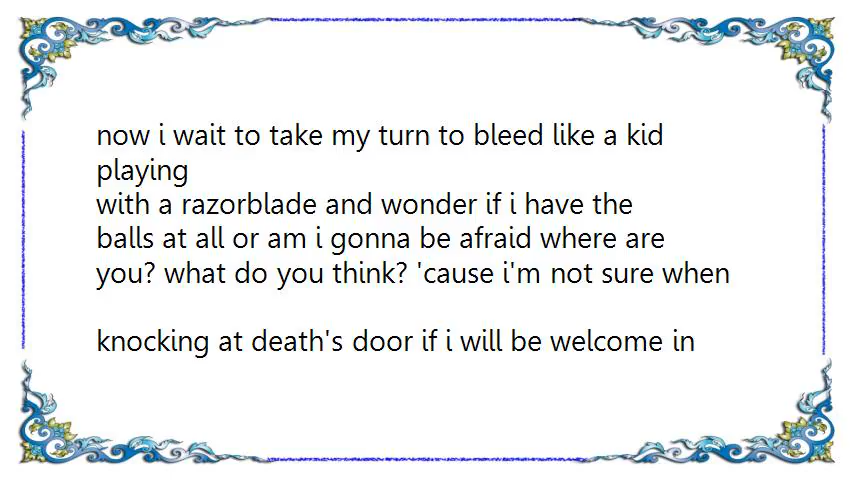 now i wait to take my turn to bleed like a kid
playing
with a razorblade and wonder if i have the
balls at all or am i gonna be afraid where are
you? what do you think? 'cause i'm not sure when
knocking at death's door if i will be welcome in